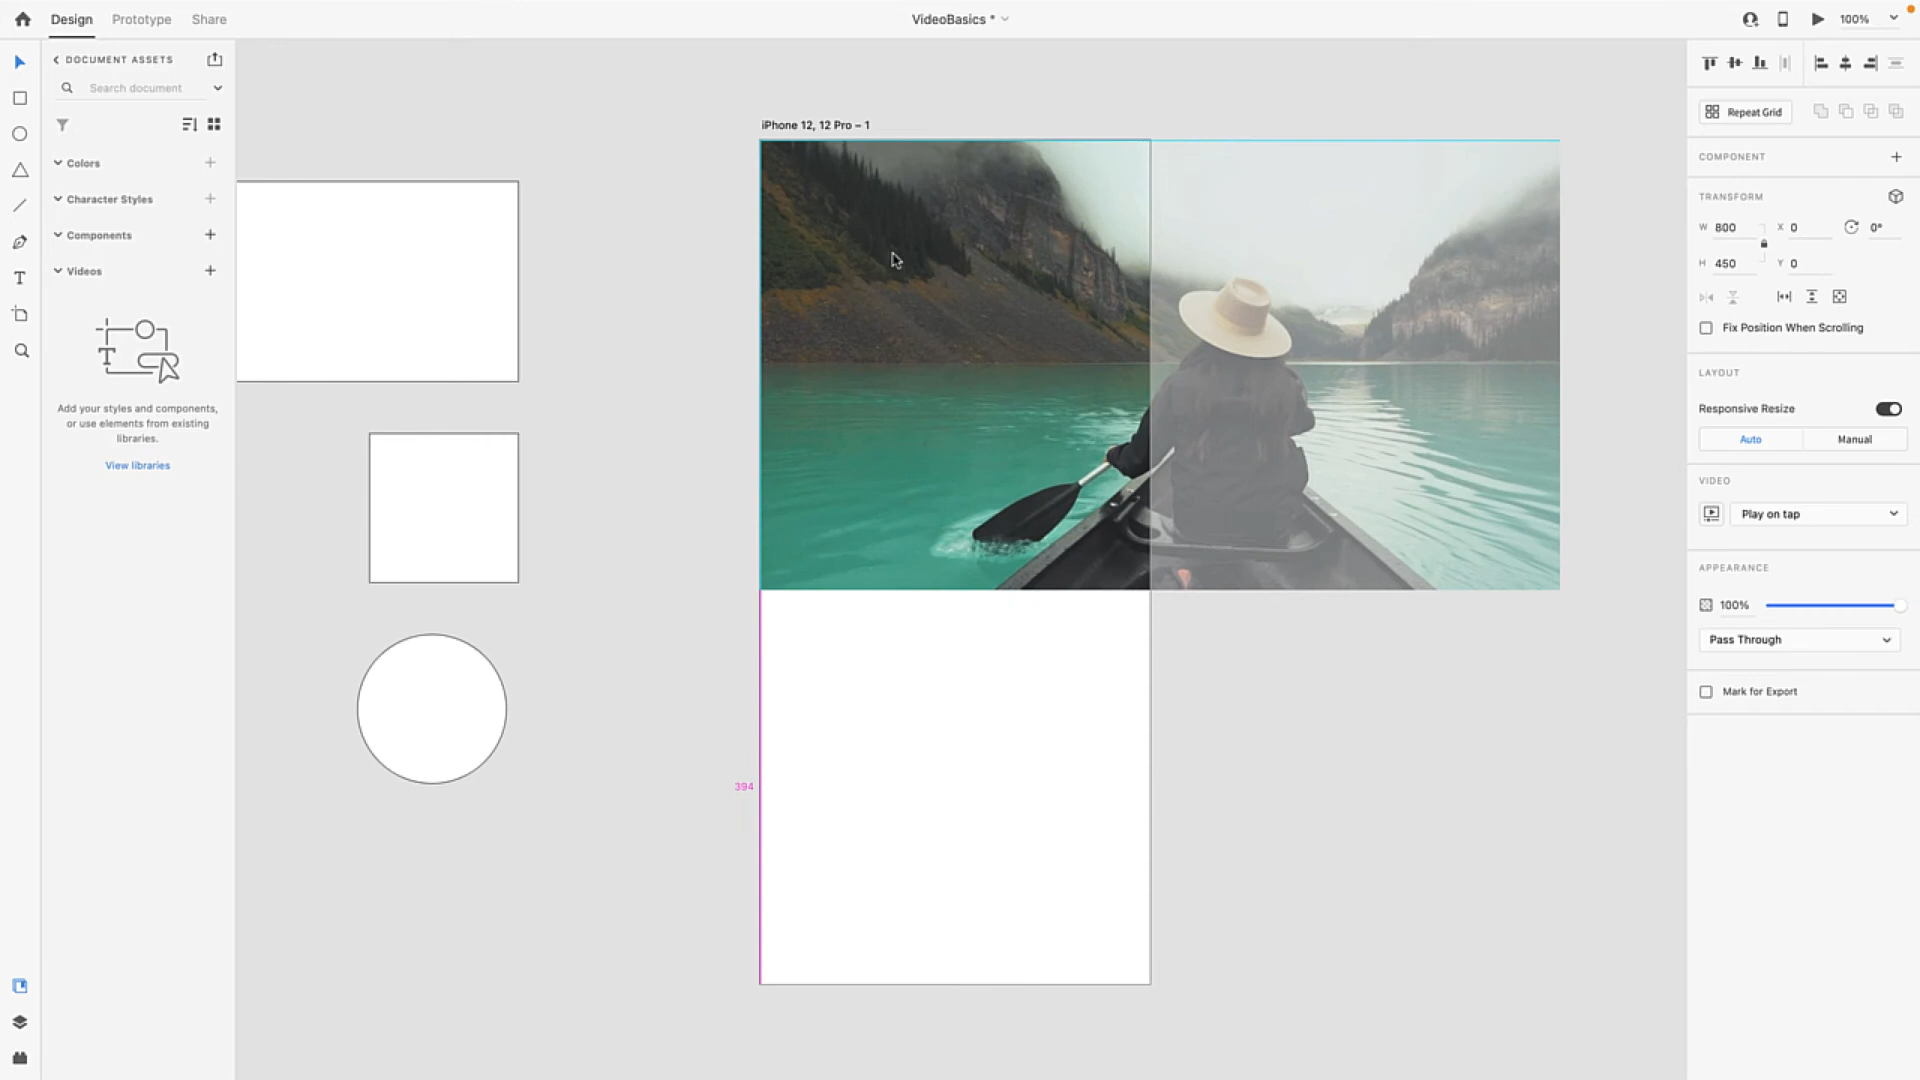 Design Prototype Share VideoBasics * 100%
DOCUMENT ASSETS
Search document
Colors
Character Styles
Components
Videos
T
Add your styles and components,
or use elements from existing
libraries.
View libraries
iPhone 12, 12 Pro – 1
394
Repeat Grid
COMPONENT
TRANSFORM
W 800 X 0 0°
H 450 Y 0
Fix Position When Scrolling
LAYOUT
Responsive Resize
Auto Manual
VIDEO
Play on tap
APPEARANCE
100%
Pass Through
Mark for Export